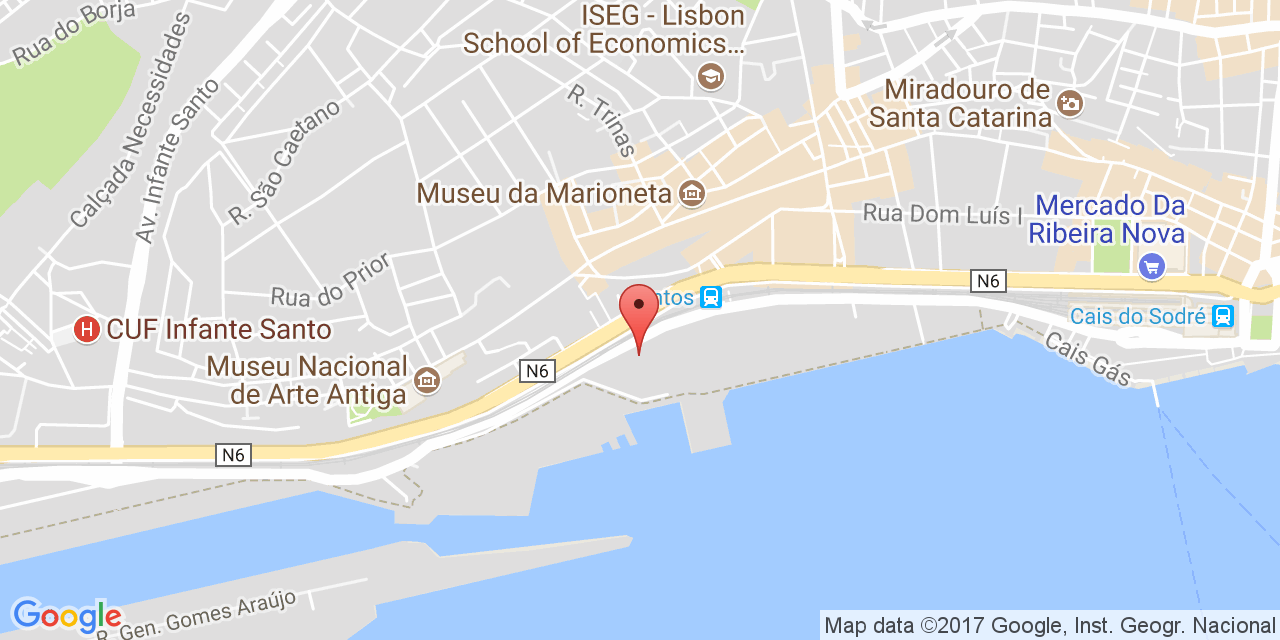 Rua do Borja
ISEG - Lisbon
School of Economics...
Calçada Necessidades
Av. Infante Santo
R. São Caetano
R. Trinas
Miradouro de
Santa Catarina
Museu da Marioneta
Rua Dom Luís I
Mercado Da
Ribeira Nova
Rua do Prior
N6
ntos
CUF Infante Santo
H
Cais do Sodré
Cais Gás
Museu Nacional
de Arte Antiga
N6
N6
R. Gen. Gomes Araújo
Google
Map data ©2017 Google, Inst. Geogr. Nacional